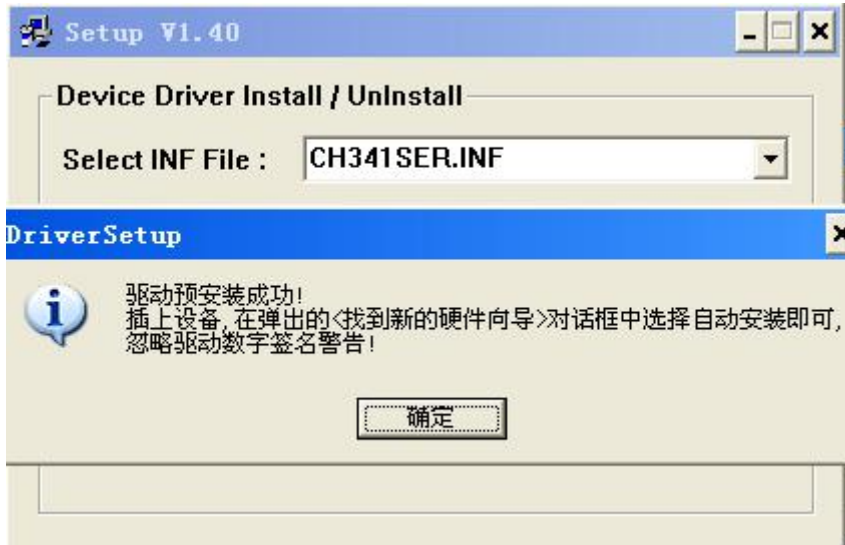 Setup V1.40
Device Driver Install / UnInstall
Select INF File : CH341SER.INF
DriverSetup
驱动预安装成功!
插上设备,在弹出的<找到新的硬件向导>对话框中选择自动安装即可,
忽略驱动数字签名警告!
确定